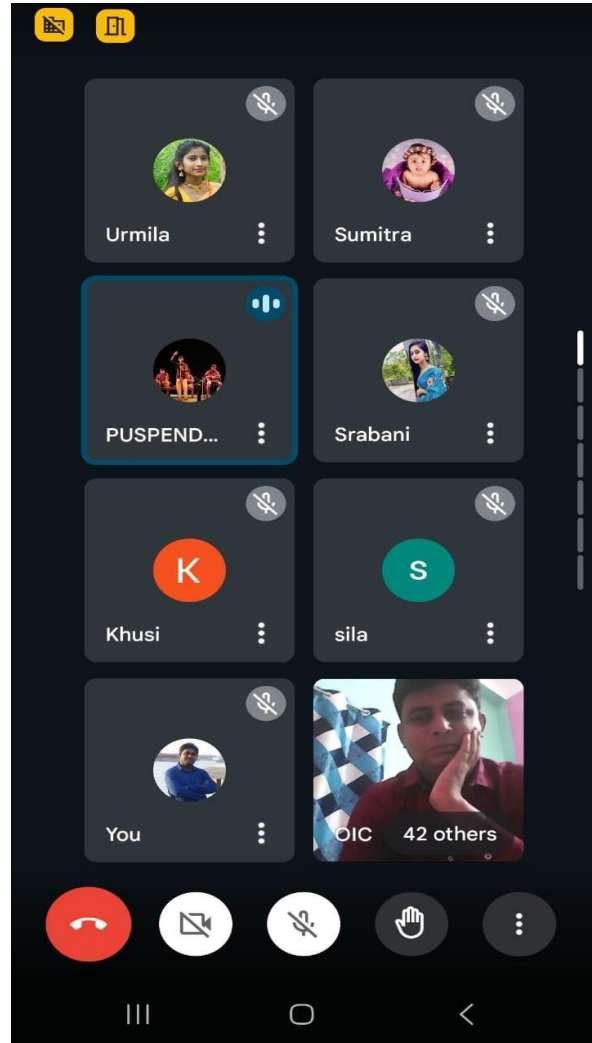 Urmila
Sumitra
PUSPEND...
Srabani
K
S
Khusi
sila
You
OIC
42 others